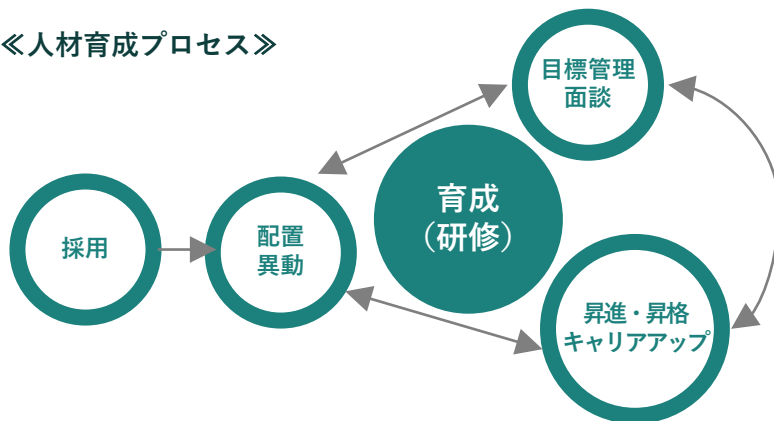 ≪人材育成プロセス≫
目標管理
面談
育成
（研修）
採用
配置
異動
昇進・昇格
キャリアアップ